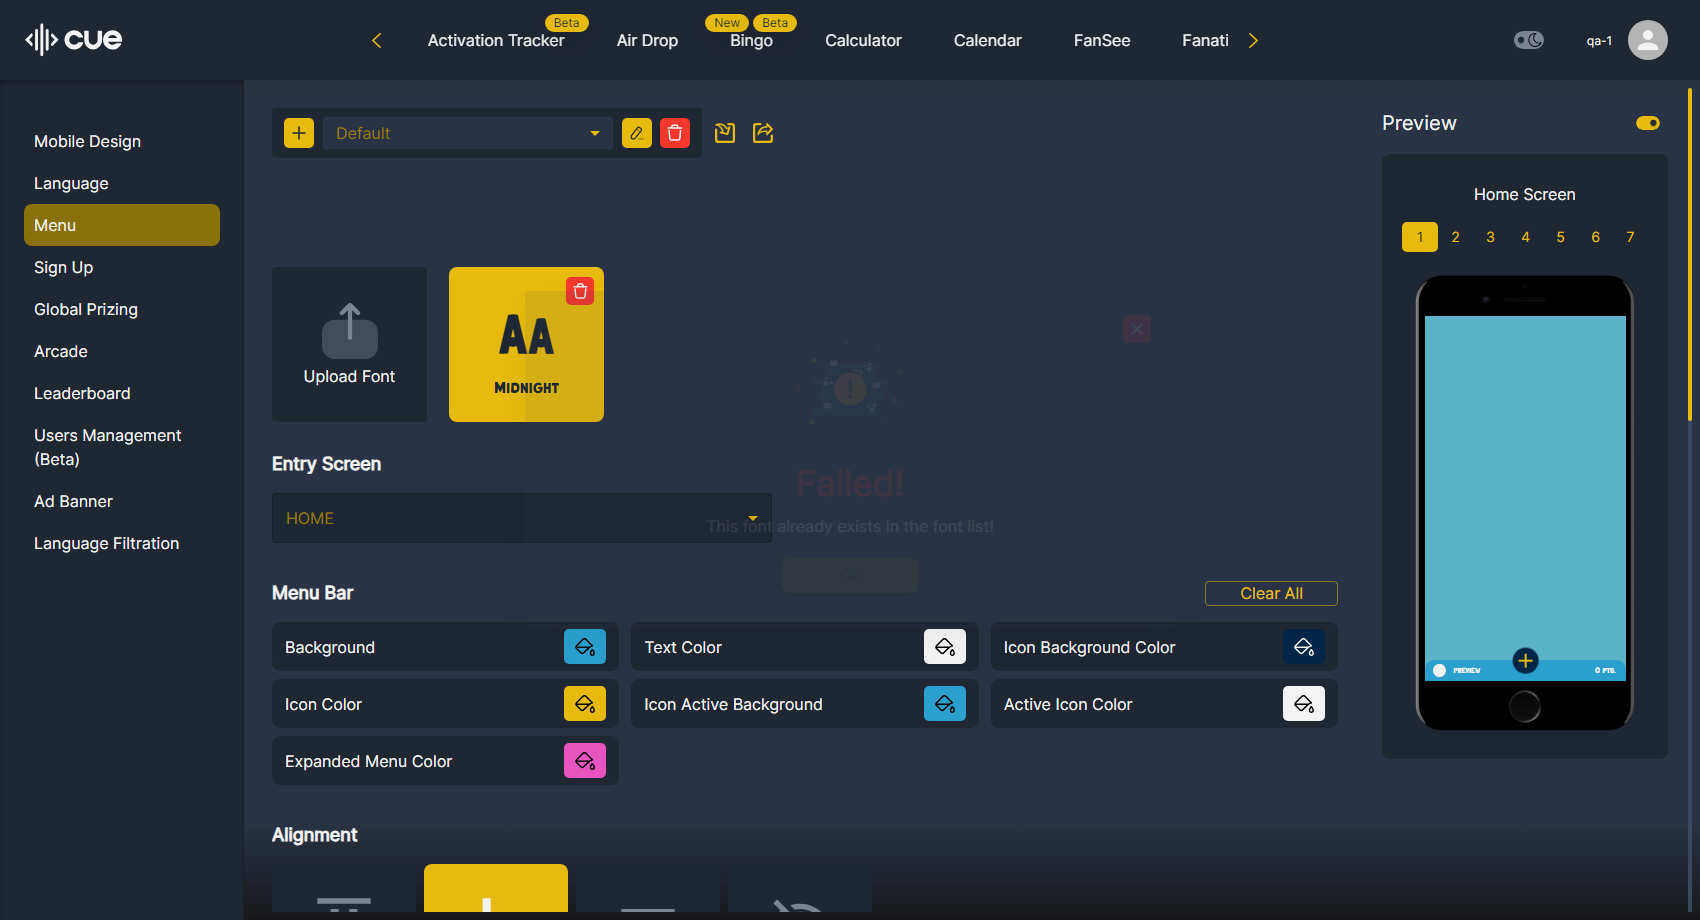 cue
Activation Tracker
Beta
Air Drop
New
Beta
Bingo
Calculator
Calendar
FanSee
Fanati
qa-1
Mobile Design
Language
Menu
Sign Up
Global Prizing
Arcade
Leaderboard
Users Management
(Beta)
Ad Banner
Language Filtration
Default
Upload Font
AA
MIDNIGHT
Failed!
This font already exists in the font list!
Ok
Entry Screen
HOME
Menu Bar
Clear All
Background
Text Color
Icon Background Color
Icon Color
Icon Active Background
Active Icon Color
Expanded Menu Color
Alignment
Preview
Home Screen
1 2 3 4 5 6 7
PREVIEW
0 PTS.